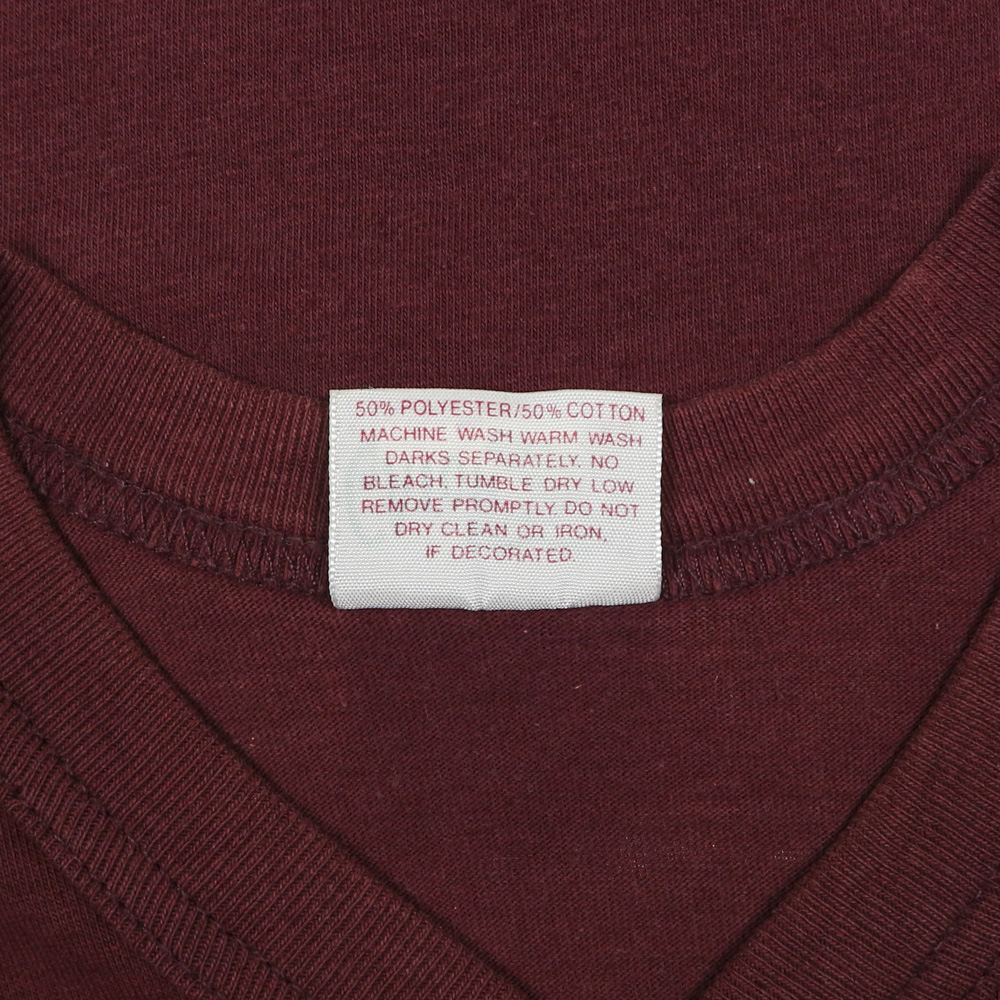 50% POLYESTER/50% COTTON
MACHINE WASH WARM WASH
DARKS SEPARATELY. NO
BLEACH. TUMBLE DRY LOW
REMOVE PROMPTLY DO NOT
DRY CLEAN OR IRON,
IF DECORATED.